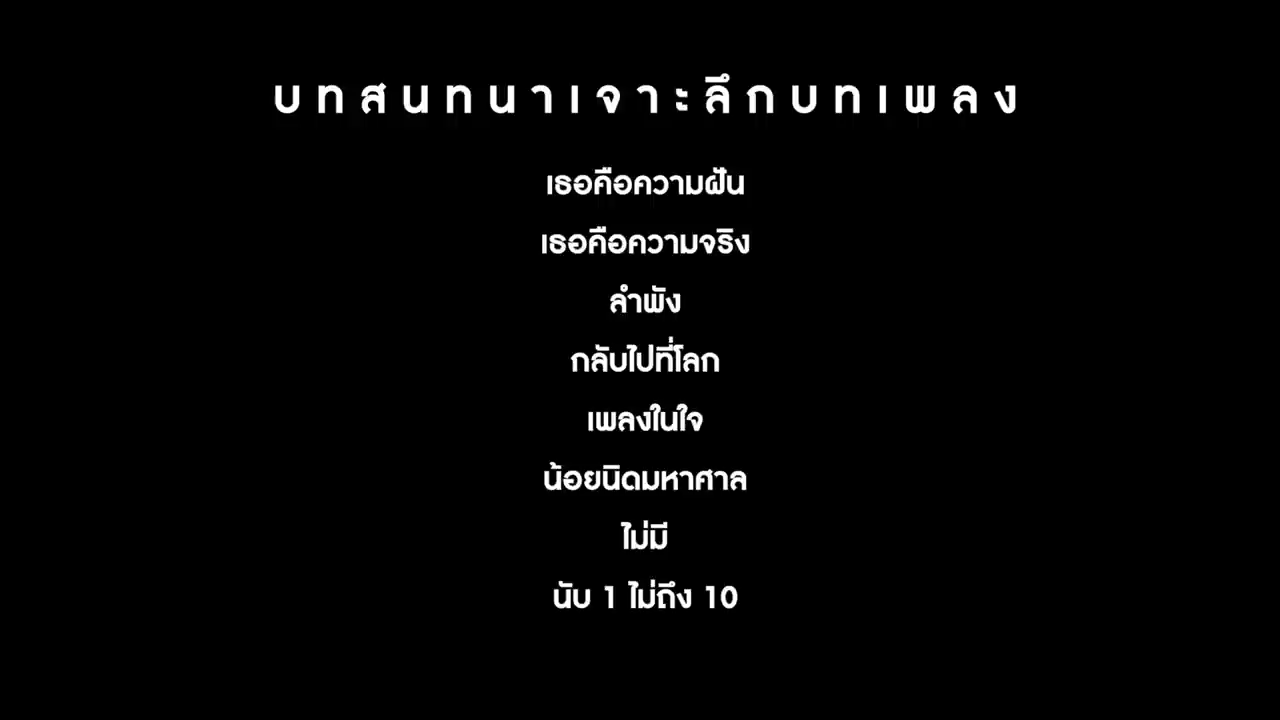 บทสนทนาเจาะลึกบทเพลง
เธอคือความฝัน
เธอคือความจริง
ลำพัง
กลับไปที่โลก
เพลงในใจ
น้อยนิดมหาศาล
ไม่มี
นับ 1 ไม่ถึง 10